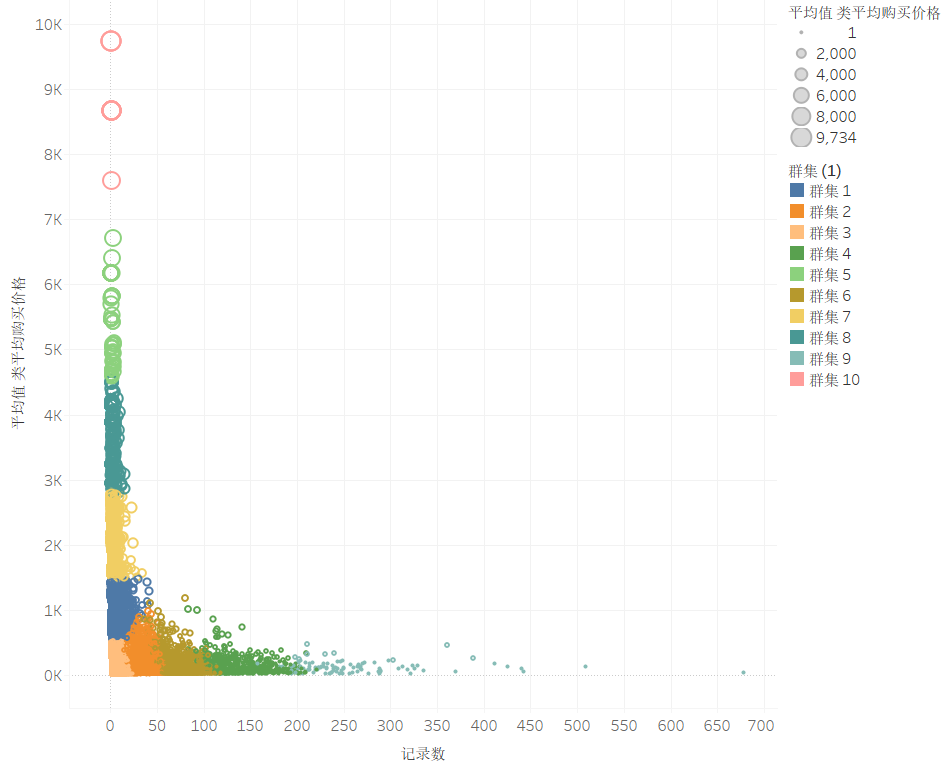 10K
9K
8K
7K
6K
5K
4K
3K
2K
1K
0K
平均值 类平均购买价格
0 50 100 150 200 250 300 350 400 450 500 550 600 650 700
记录数
平均值 类平均购买价格
1
2,000
4,000
6,000
8,000
9,734
群集 (1)
群集 1
群集 2
群集 3
群集 4
群集 5
群集 6
群集 7
群集 8
群集 9
群集 10